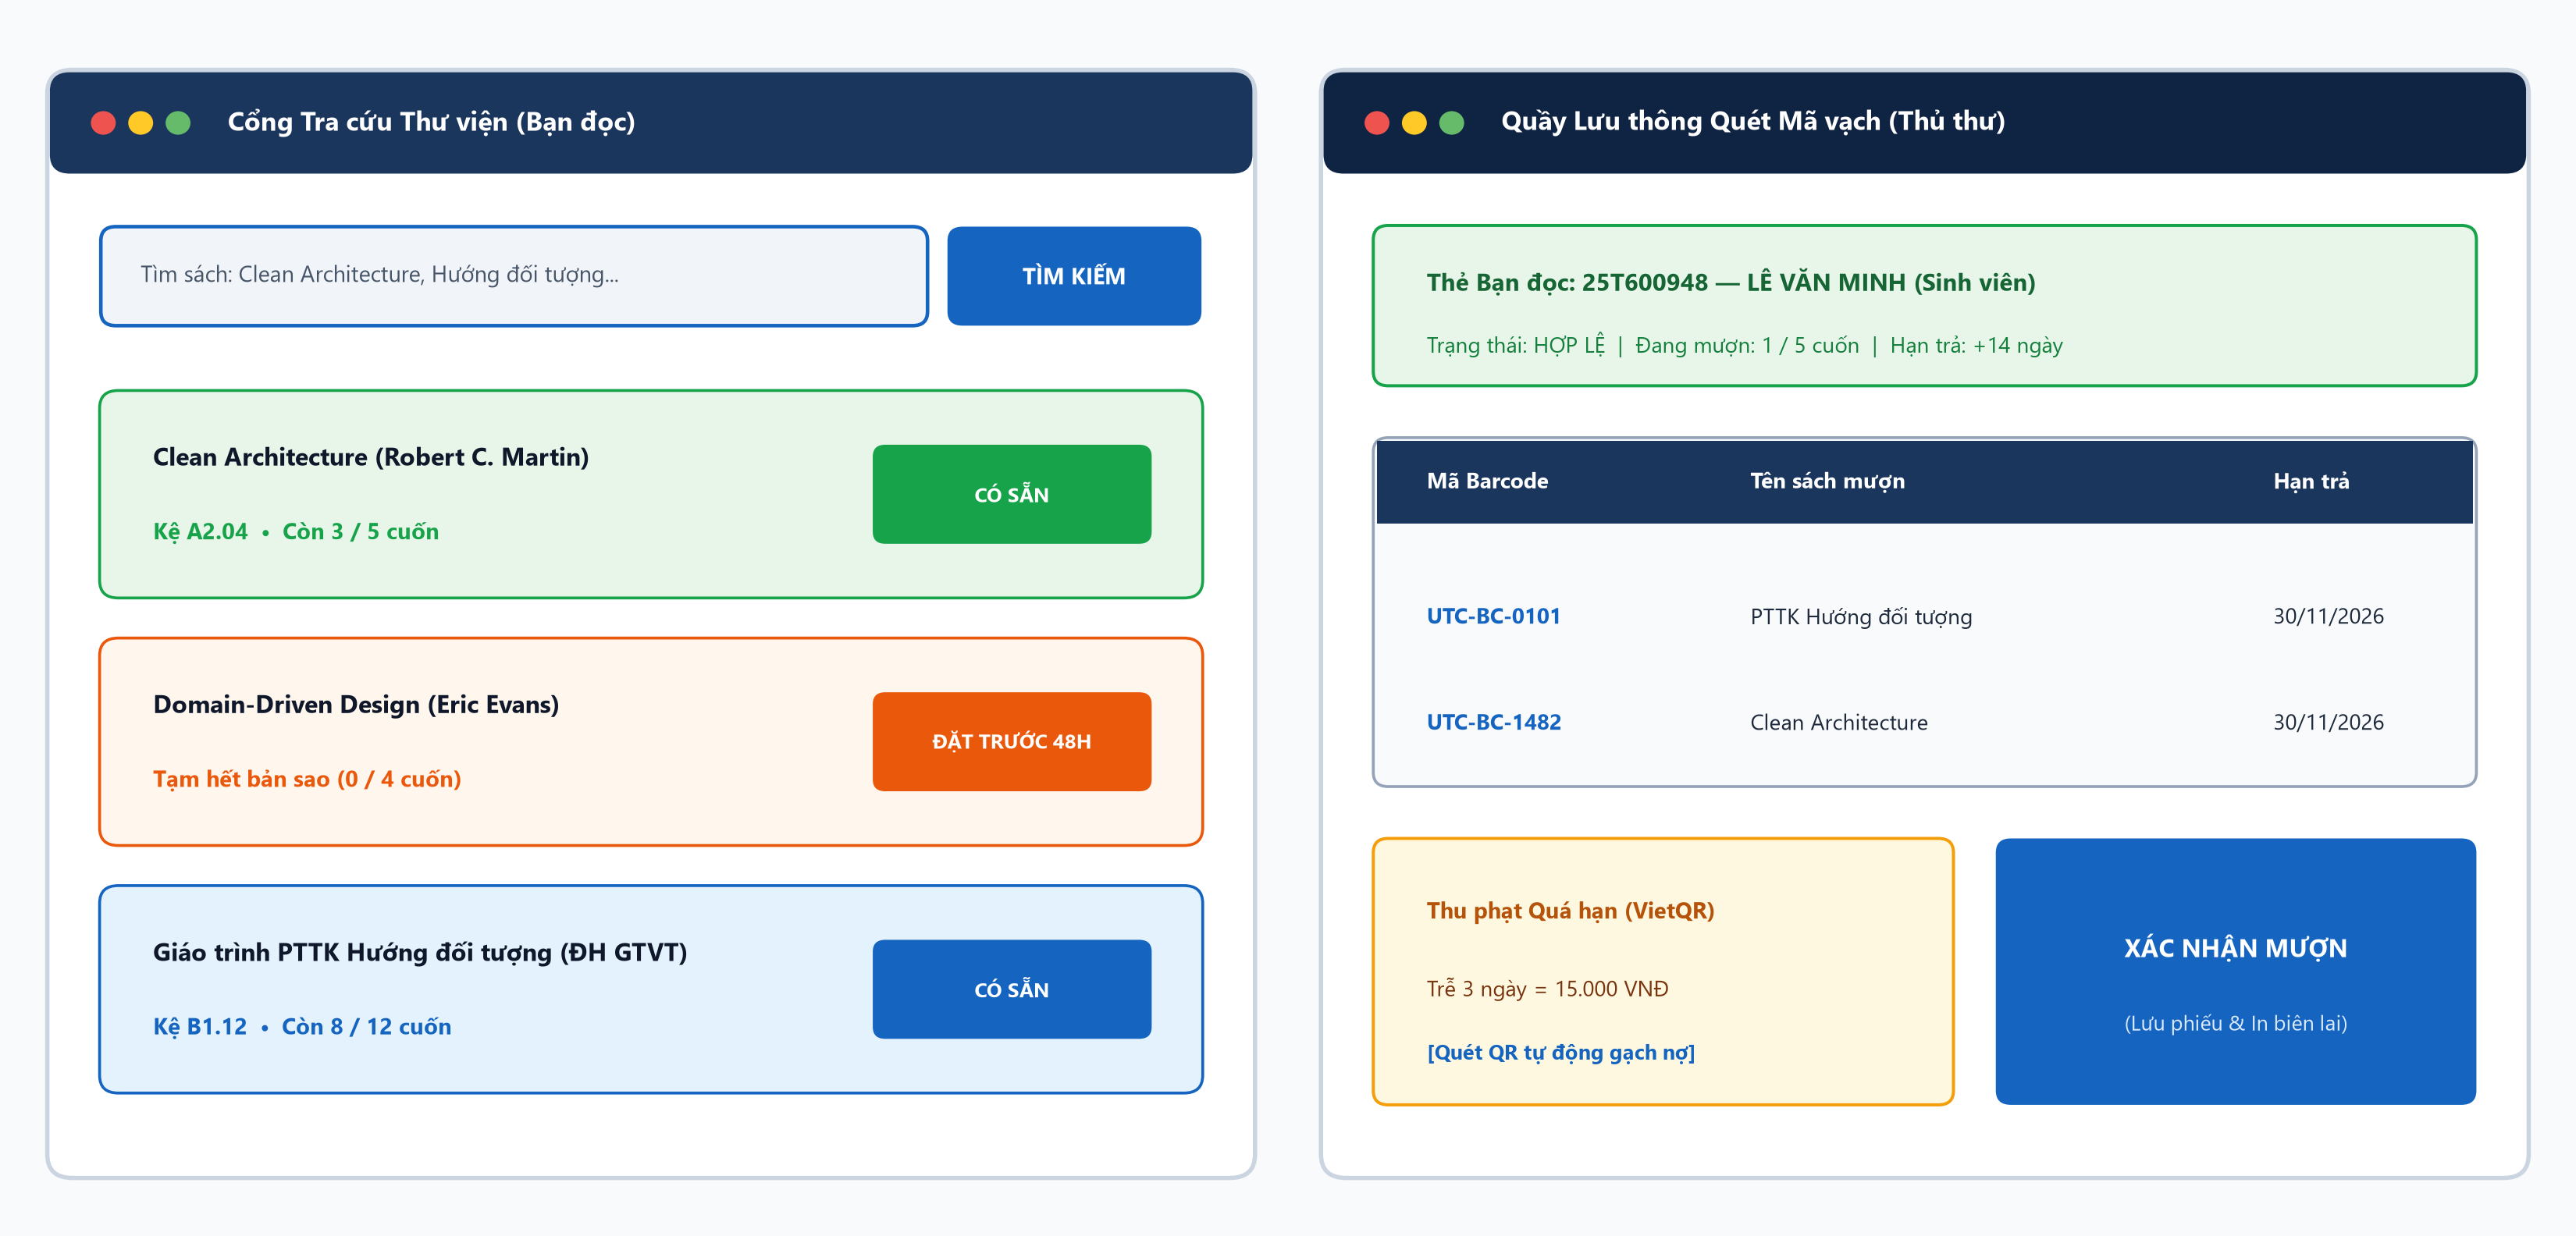 Cổng Tra cứu Thư viện (Bạn đọc)
Tìm sách: Clean Architecture, Hướng đối tượng...
TÌM KIẾM
Clean Architecture (Robert C. Martin)
Kệ A2.04 • Còn 3 / 5 cuốn
CÓ SẴN
Domain-Driven Design (Eric Evans)
Tạm hết bản sao (0 / 4 cuốn)
ĐẶT TRƯỚC 48H
Giáo trình PTTK Hướng đối tượng (ĐH GTVT)
Kệ B1.12 • Còn 8 / 12 cuốn
CÓ SẴN
Quầy Lưu thông Quét Mã vạch (Thủ thư)
Thẻ Bạn đọc: 25T600948 — LÊ VĂN MINH (Sinh viên)
Trạng thái: HỢP LỆ | Đang mượn: 1 / 5 cuốn | Hạn trả: +14 ngày
Mã Barcode Tên sách mượn Hạn trả
UTC-BC-0101 PTTK Hướng đối tượng 30/11/2026
UTC-BC-1482 Clean Architecture 30/11/2026
Thu phạt Quá hạn (VietQR)
Trễ 3 ngày = 15.000 VNĐ
[Quét QR tự động gạch nợ]
XÁC NHẬN MƯỢN
(Lưu phiếu & In biên lai)